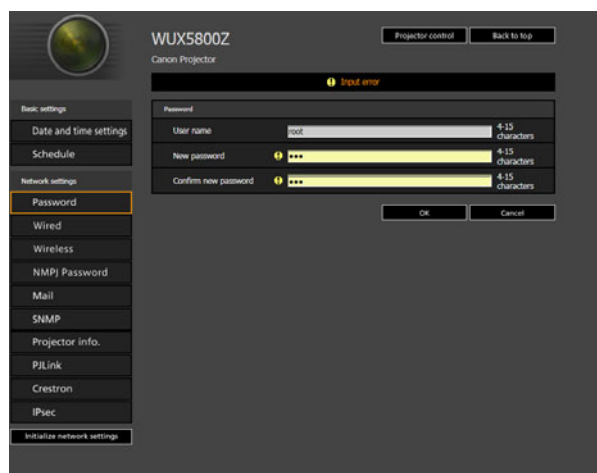 WUX5800Z
Projector control
Back to top
Canon Projector
Input error
Basic settings
Date and time settings
Schedule
Network settings
Password
Wired
Wireless
NMPJ Password
Mail
SNMP
Projector info.
PJLink
Crestron
IPsec
Initialize network settings
Password
User name
root
4-15
characters
New password
•••
4-15
characters
Confirm new password
•••
4-15
characters
OK
Cancel